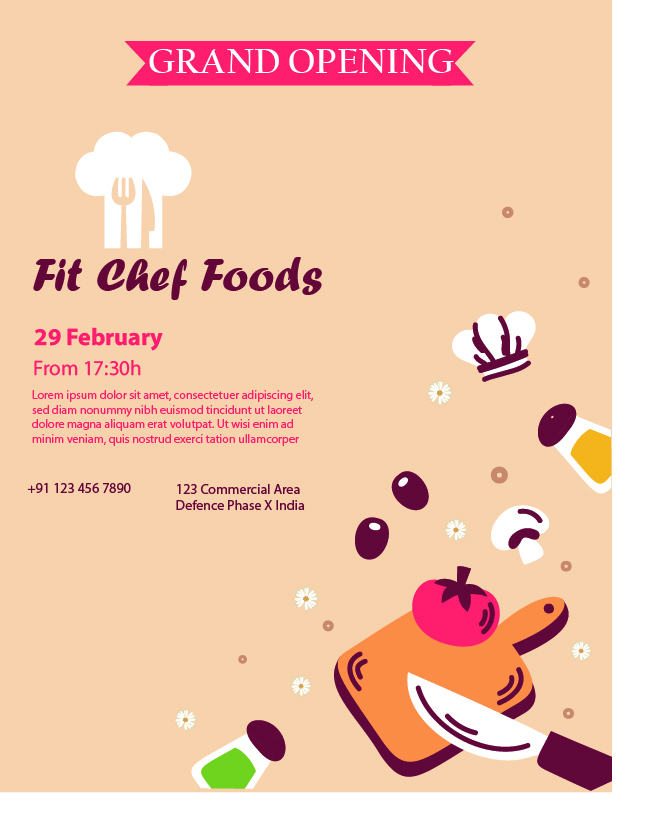 GRAND OPENING
Fit Chef Foods
29 February
From 17:30h
Lorem ipsum dolor sit amet, consectetuer adipiscing elit,
sed diam nonummy nibh euismod tincidunt ut laoreet
dolore magna aliquam erat volutpat. Ut wisi enim ad
minim veniam, quis nostrud exerci tation ullamcorper
+91 123 456 7890
123 Commercial Area
Defence Phase X India